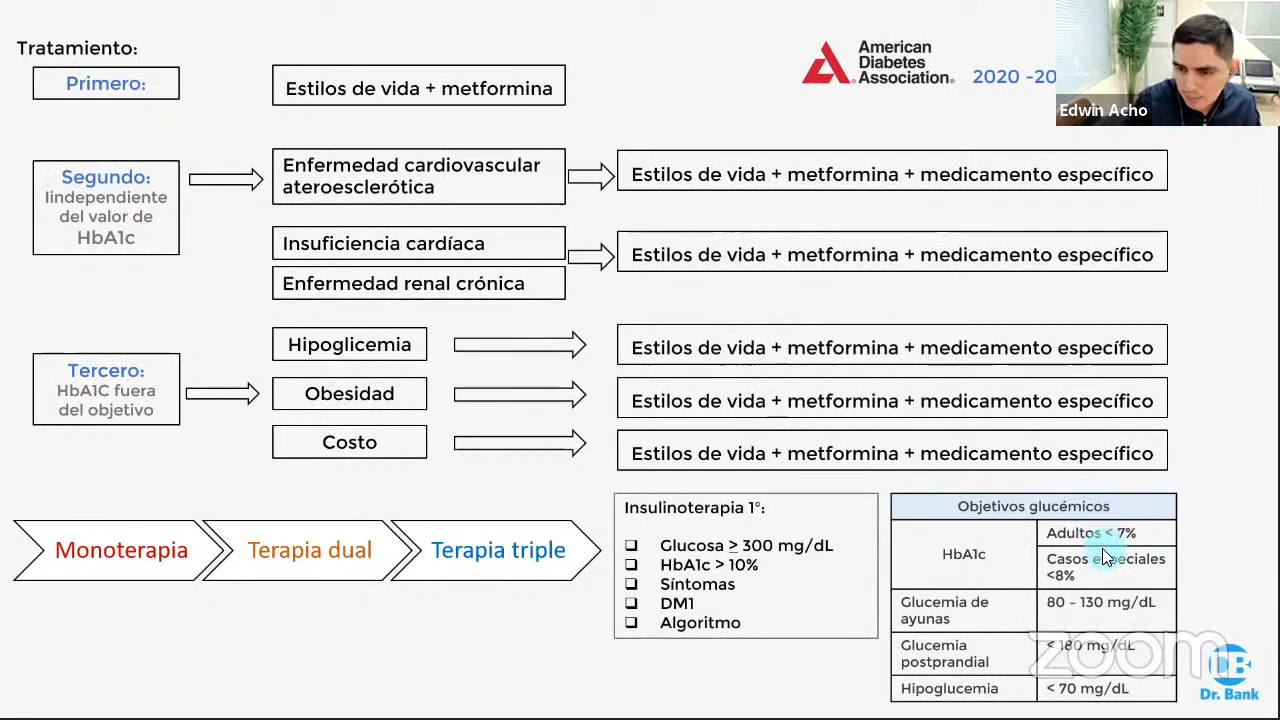 Tratamiento:
Primero:
Estilos de vida + metformina
American
Diabetes
Association®
2020 -20
Edwin Acho
Segundo:
Iindependiente
del valor de
HbA1c
Enfermedad cardiovascular
ateroesclerótica
Estilos de vida + metformina + medicamento específico
Insuficiencia cardíaca
Enfermedad renal crónica
Estilos de vida + metformina + medicamento específico
Tercero:
HbA1C fuera
del objetivo
Hipoglicemia
Estilos de vida + metformina + medicamento específico
Obesidad
Estilos de vida + metformina + medicamento específico
Costo
Estilos de vida + metformina + medicamento específico
Monoterapia
Terapia dual
Terapia triple
Insulinoterapia 1°:
Glucosa ≥ 300 mg/dL
HbA1c > 10%
Síntomas
DM1
Algoritmo
Objetivos glucémicos
HbA1c
Adultos < 7%
Casos especiales
<8%
Glucemia de
ayunas
80 – 130 mg/dL
Glucemia
postprandial
< 180 mg/dL
Hipoglucemia
< 70 mg/dL
zoom
DB
Dr. Bank